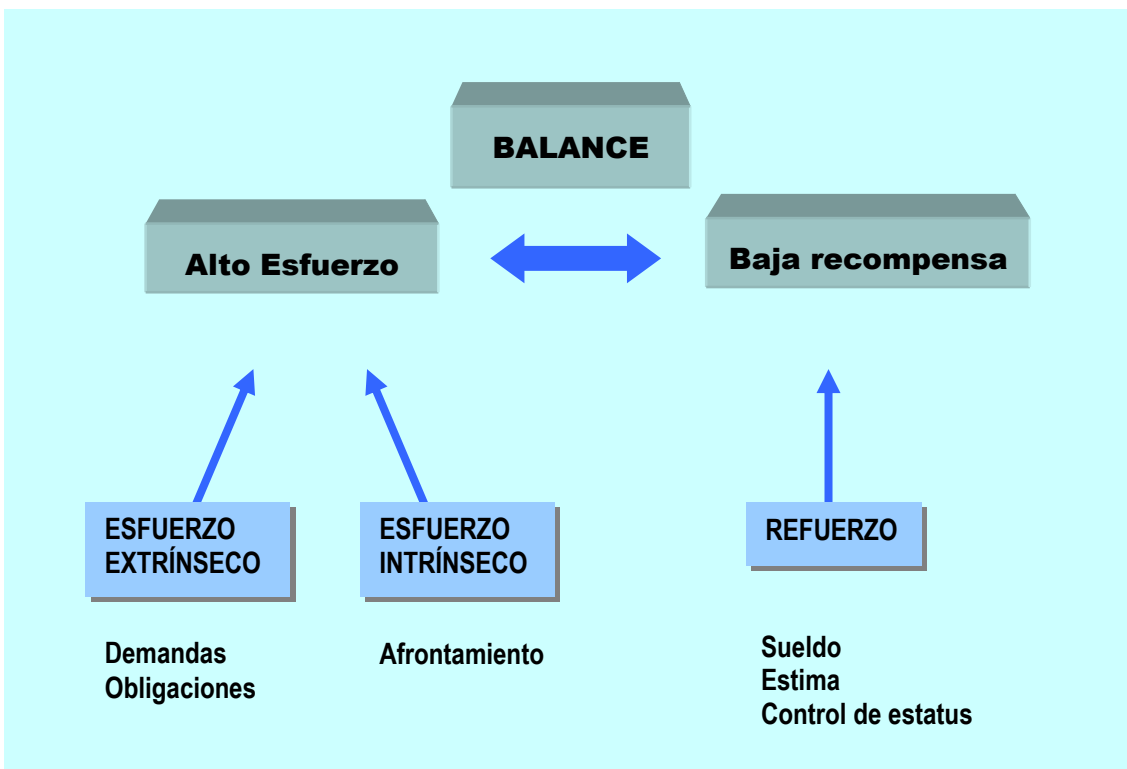 BALANCE
Alto Esfuerzo
Baja recompensa
ESFUERZO
EXTRÍNSECO
ESFUERZO
INTRÍNSECO
REFUERZO
Demandas
Obligaciones
Afrontamiento
Sueldo
Estima
Control de estatus